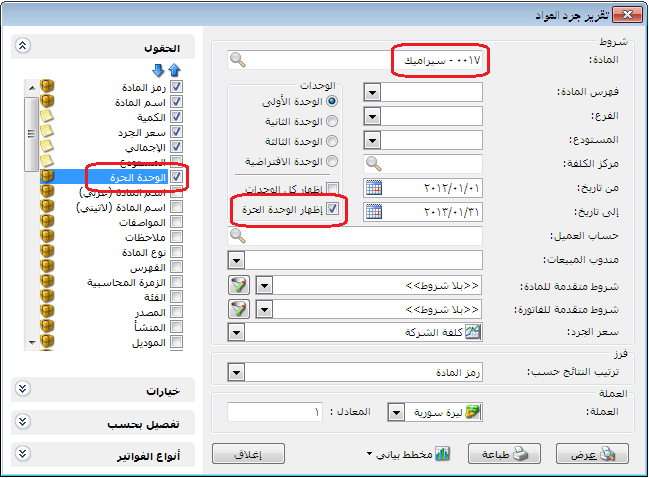 تقرير جرد المواد
شروط
المادة:
٠٠١٧ - سيراميك
فهرس المادة:
الفرع:
المستودع:
مركز الكلفة:
من تاريخ:
٢٠١٢/٠١/٠١
إلى تاريخ:
٢٠١٣/٠١/٣١
الوحدات
الوحدة الأولى
الوحدة الثانية
الوحدة الثالثة
الوحدة الافتراضية
إظهار كل الوحدات
إظهار الوحدة الحرة
حساب العميل:
مندوب المبيعات:
شروط متقدمة للمادة:
<<بلا شروط>>
شروط متقدمة للفاتورة:
<<بلا شروط>>
سعر الجرد:
كلفة الشركة
فرز
ترتيب النتائج حسب:
رمز المادة
العملة
العملة:
ليرة سورية
المعادل :
١
عرض
طباعة
مخطط بياني
إغلاق
الحقول
رمز المادة
اسم المادة
الكمية
سعر الجرد
الإجمالي
المستودع
الوحدة الحرة
اسم المادة (عربي)
اسم المادة (لاتيني)
المواصفات
ملاحظات
نوع المادة
الفهرس
الزمرة المحاسبية
الفئة
المصدر
المنشأ
الموديل
خيارات
تفصيل بحسب
أنواع الفواتير